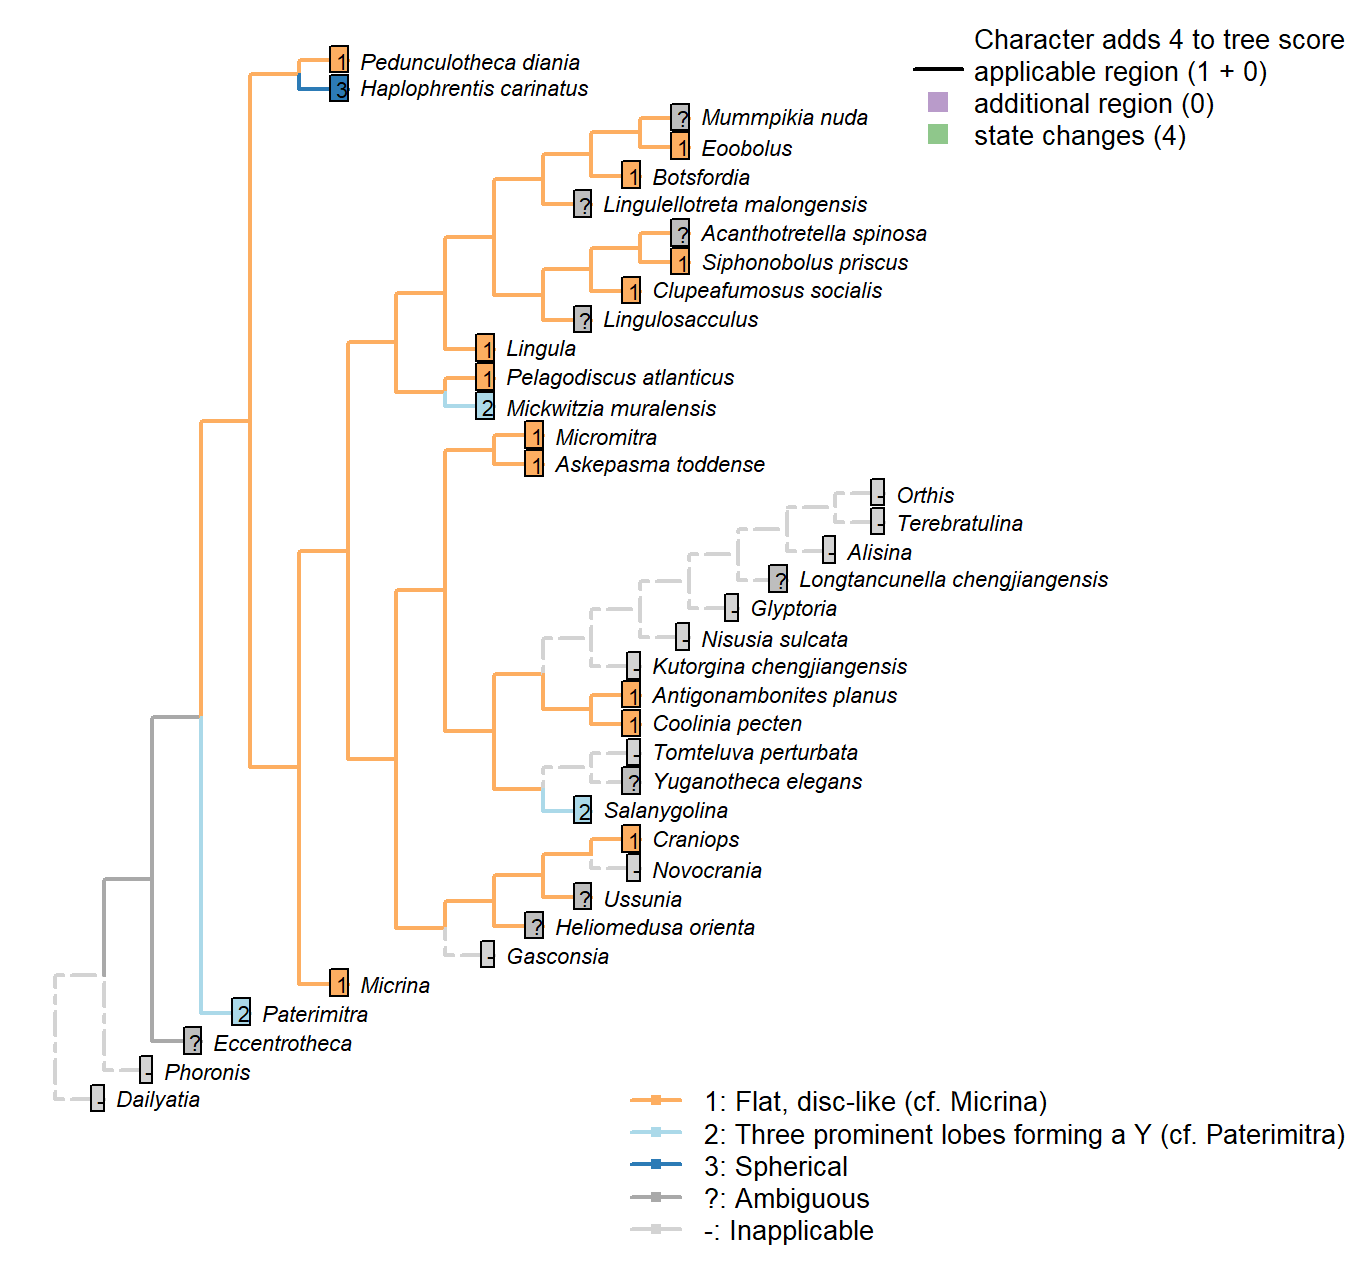 Character adds 4 to tree score
applicable region (1 + 0)
additional region (0)
state changes (4)
1 Pedunculotheca diania
3 Haplophrentis carinatus
? Mummpikia nuda
1 Eoobolus
1 Botsfordia
? Lingulellotreta malongensis
? Acanthotretella spinosa
1 Siphonobolus priscus
1 Clupeafumosus socialis
? Lingulosacculus
1 Lingula
1 Pelagodiscus atlanticus
2 Mickwitzia muralensis
1 Micromitra
1 Askepasma toddense
- Orthis
- Terebratulina
- Alisina
? Longtancunella chengjiangensis
- Glyptoria
- Nisusia sulcata
- Kutorgina chengjiangensis
1 Antigonambonites planus
1 Coolinia pecten
- Tomteluva perturbata
? Yuganotheca elegans
2 Salanygolina
1 Craniops
- Novocrania
? Ussunia
? Heliomedusa orienta
- Gasconsia
1 Micrina
2 Paterimitra
? Eccentrotheca
- Phoronis
- Dailyatia
1: Flat, disc-like (cf. Micrina)
2: Three prominent lobes forming a Y (cf. Paterimitra)
3: Spherical
?: Ambiguous
-: Inapplicable